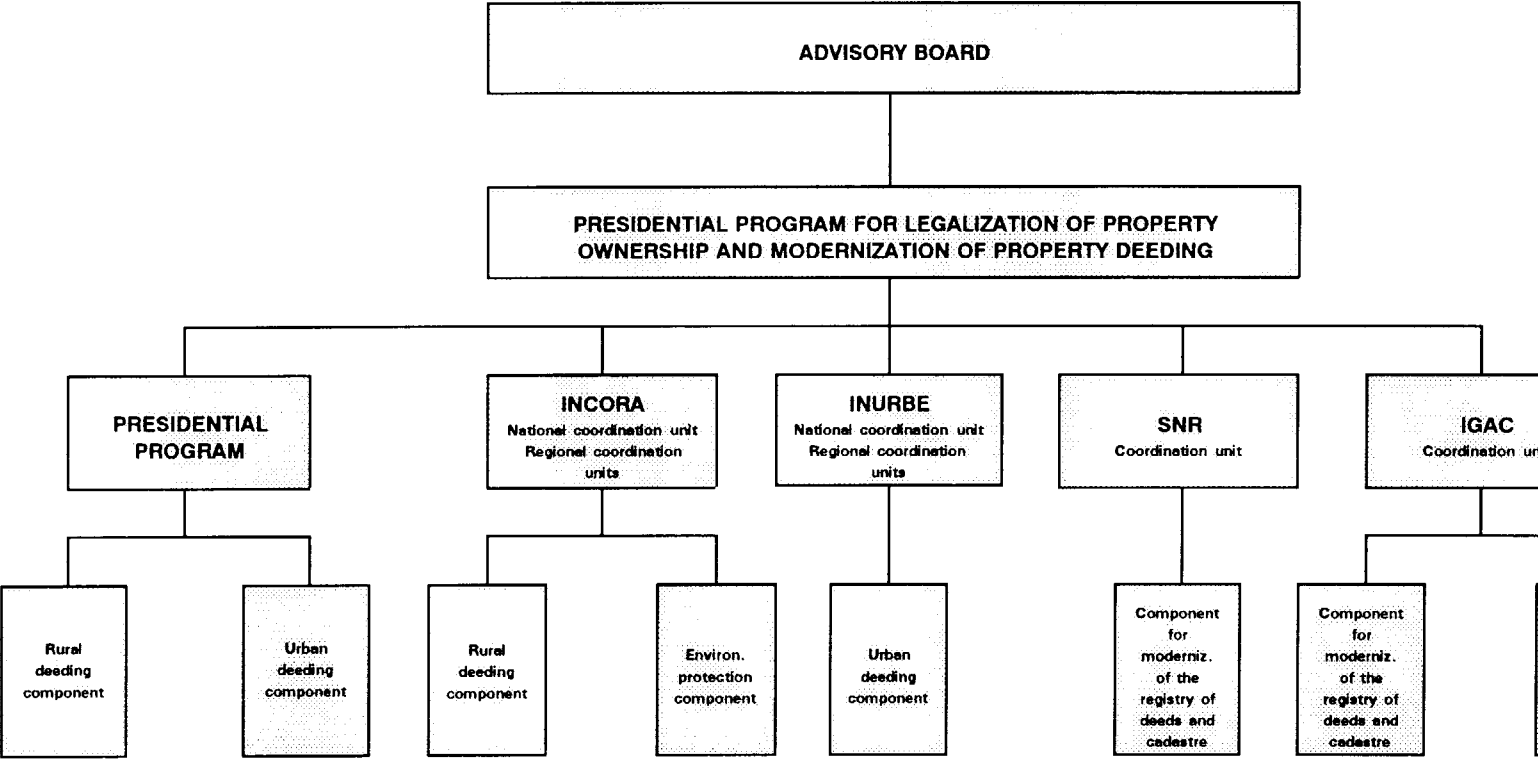 ADVISORY BOARD
PRESIDENTIAL PROGRAM FOR LEGALIZATION OF PROPERTY
OWNERSHIP AND MODERNIZATION OF PROPERTY DEEDING
PRESIDENTIAL
PROGRAM
INCORA
National coordination unit
Regional coordination
units
INURBE
National coordination unit
Regional coordination
units
SNR
Coordination unit
IGAC
Coordination
Rural
deeding
component
Urban
deeding
component
Rural
deeding
component
Environ.
protection
component
Urban
deeding
component
Component
for
moderniz.
of the
registry of
deeds and
cadastre
Component
for
moderniz.
of the
registry of
deeds and
cadastre